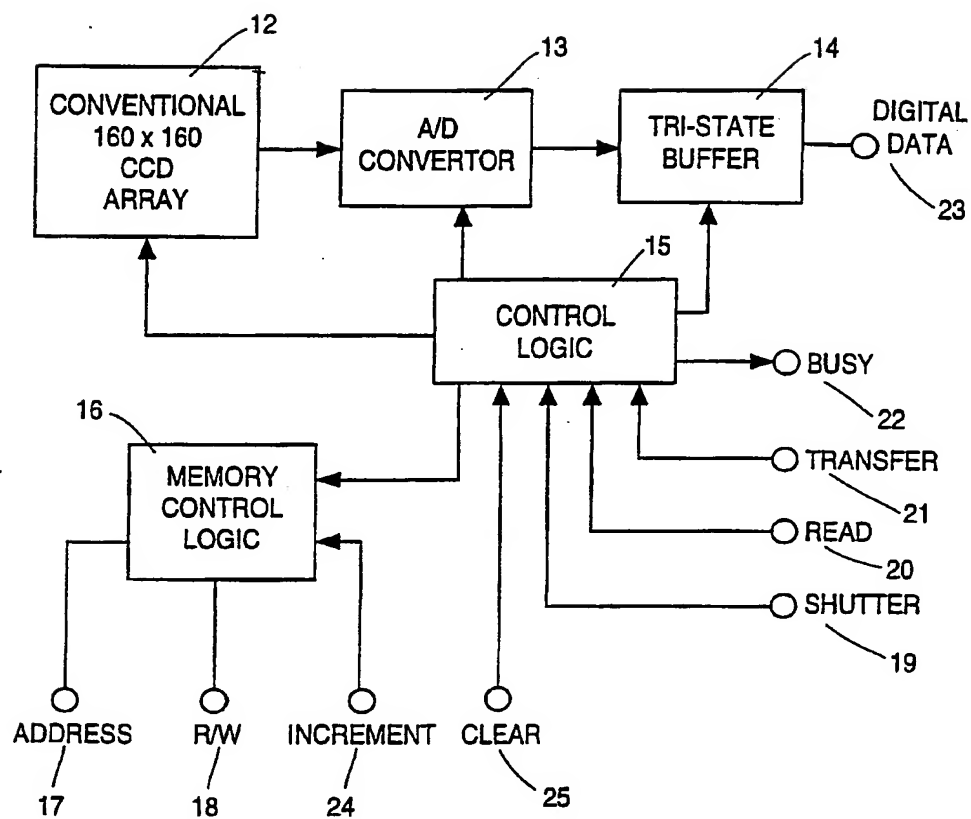 12
CONVENTIONAL
160 x 160
CCD
ARRAY
13
A/D
CONVERTOR
14
TRI-STATE
BUFFER
DIGITAL
DATA
23
15
CONTROL
LOGIC
BUSY
22
16
MEMORY
CONTROL
LOGIC
TRANSFER
21
READ
20
SHUTTER
19
ADDRESS
17
R/W
18
INCREMENT
24
CLEAR
25